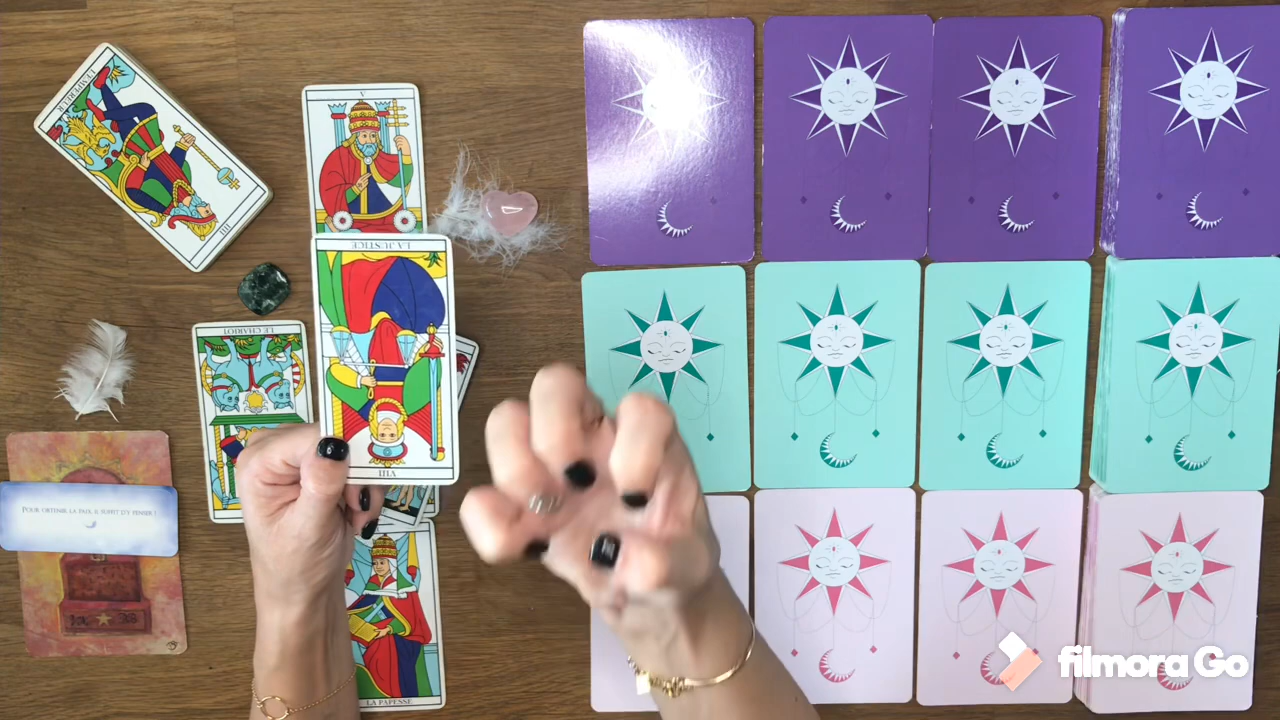 L'EMPEREUR
IIII
V
LA JUSTICE
VIII
LE CHARIOT
POUR OBTENIR LA PAIX, IL SUFFIT D'Y PENSER !
LA PAPESSE
filmora Go